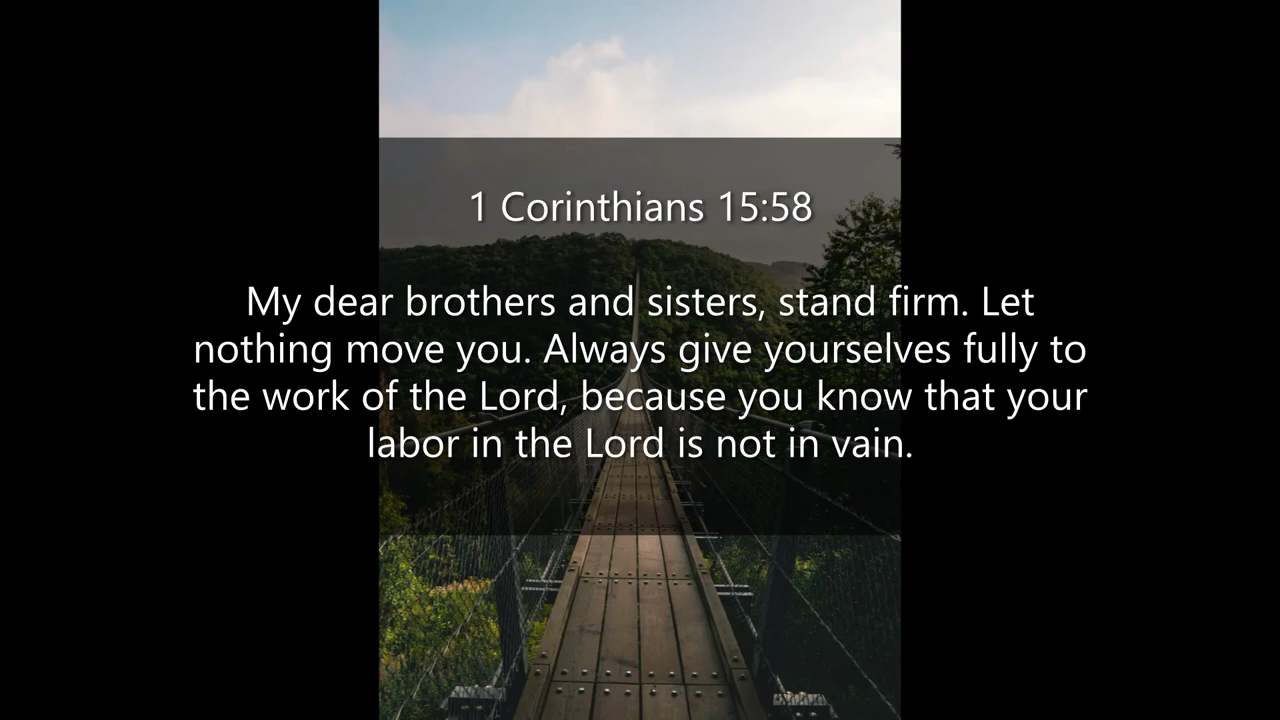 1 Corinthians 15:58
My dear brothers and sisters, stand firm. Let
nothing move you. Always give yourselves fully to
the work of the Lord, because you know that your
labor in the Lord is not in vain.